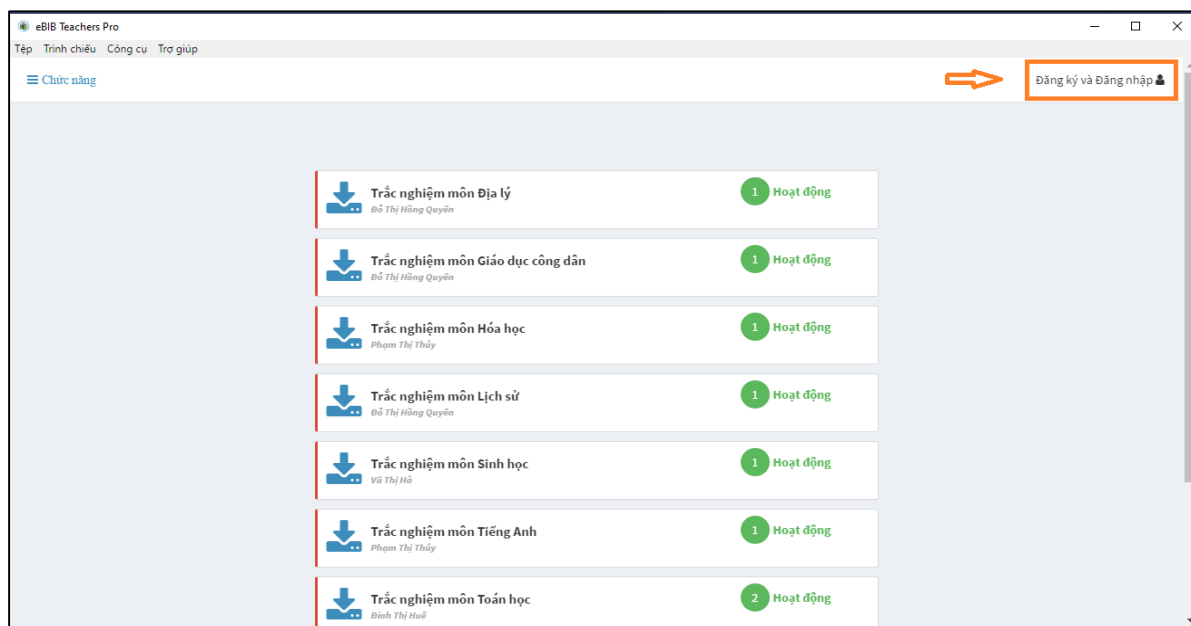 eBIB Teachers Pro
Tệp Trình chiếu Công cụ Trợ giúp
Chức năng
Đăng ký và Đăng nhập
Trắc nghiệm môn Địa lý
1 Hoạt động
Đỗ Thị Hồng Quyên
Trắc nghiệm môn Giáo dục công dân
1 Hoạt động
Đỗ Thị Hồng Quyên
Trắc nghiệm môn Hóa học
1 Hoạt động
Phạm Thị Thúy
Trắc nghiệm môn Lịch sử
1 Hoạt động
Đỗ Thị Hồng Quyên
Trắc nghiệm môn Sinh học
1 Hoạt động
Vũ Thị Hà
Trắc nghiệm môn Tiếng Anh
1 Hoạt động
Phạm Thị Thúy
Trắc nghiệm môn Toán học
2 Hoạt động
Đinh Thị Huê